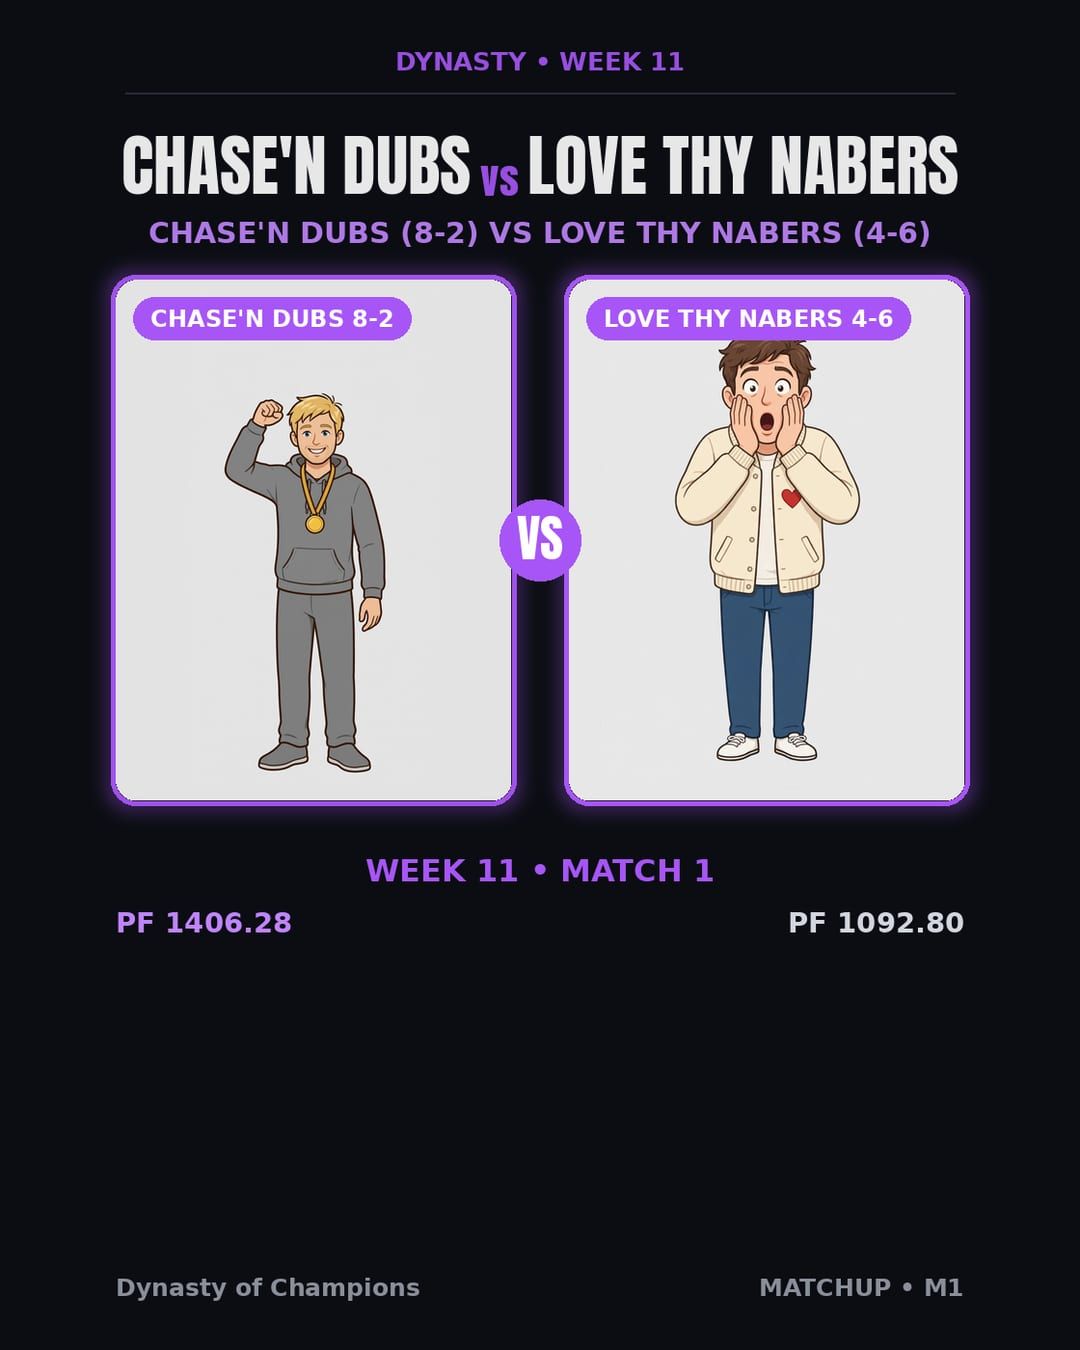 DYNASTY • WEEK 11
CHASE'N DUBS VS LOVE THY NABERS
CHASE'N DUBS (8-2) VS LOVE THY NABERS (4-6)
CHASE'N DUBS 8-2
LOVE THY NABERS 4-6
VS
WEEK 11 • MATCH 1
PF 1406.28
PF 1092.80
Dynasty of Champions
MATCHUP • M1